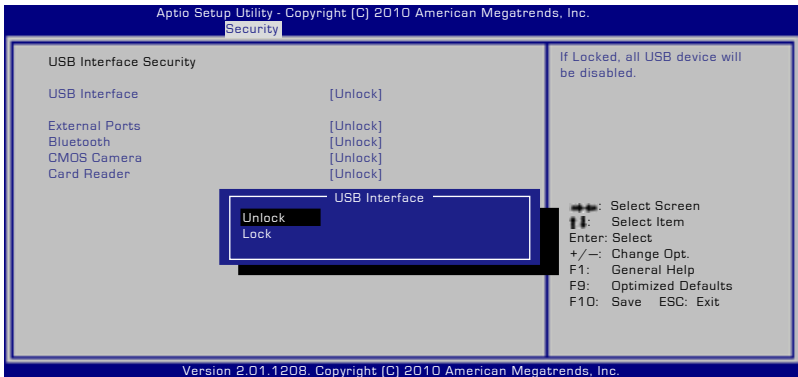 Aptio Setup Utility - Copyright (C) 2010 American Megatrends, Inc.
Security
USB Interface Security
USB Interface [Unlock]
External Ports [Unlock]
Bluetooth [Unlock]
CMOS Camera [Unlock]
Card Reader [Unlock]
USB Interface
Unlock
Lock
If Locked, all USB device will
be disabled.
→←: Select Screen
↑↓: Select Item
Enter: Select
+/—: Change Opt.
F1: General Help
F9: Optimized Defaults
F10: Save ESC: Exit
Version 2.01.1208. Copyright (C) 2010 American Megatrends, Inc.